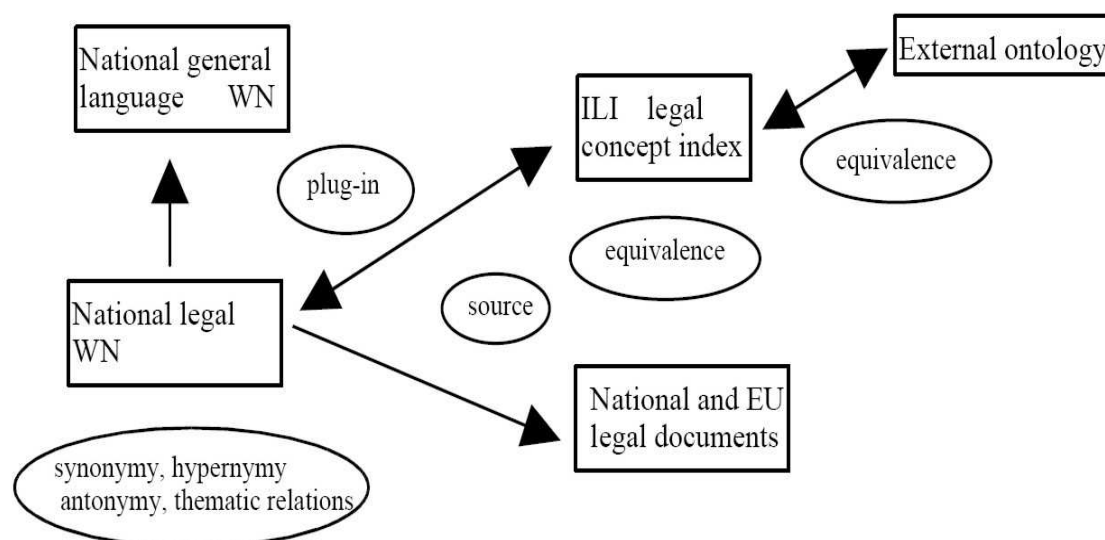 National general
language WN
External ontology
ILI legal
concept index
equivalence
plug-in
equivalence
National legal
WN
source
National and EU
legal documents
synonymy, hypernymy
antonymy, thematic relations